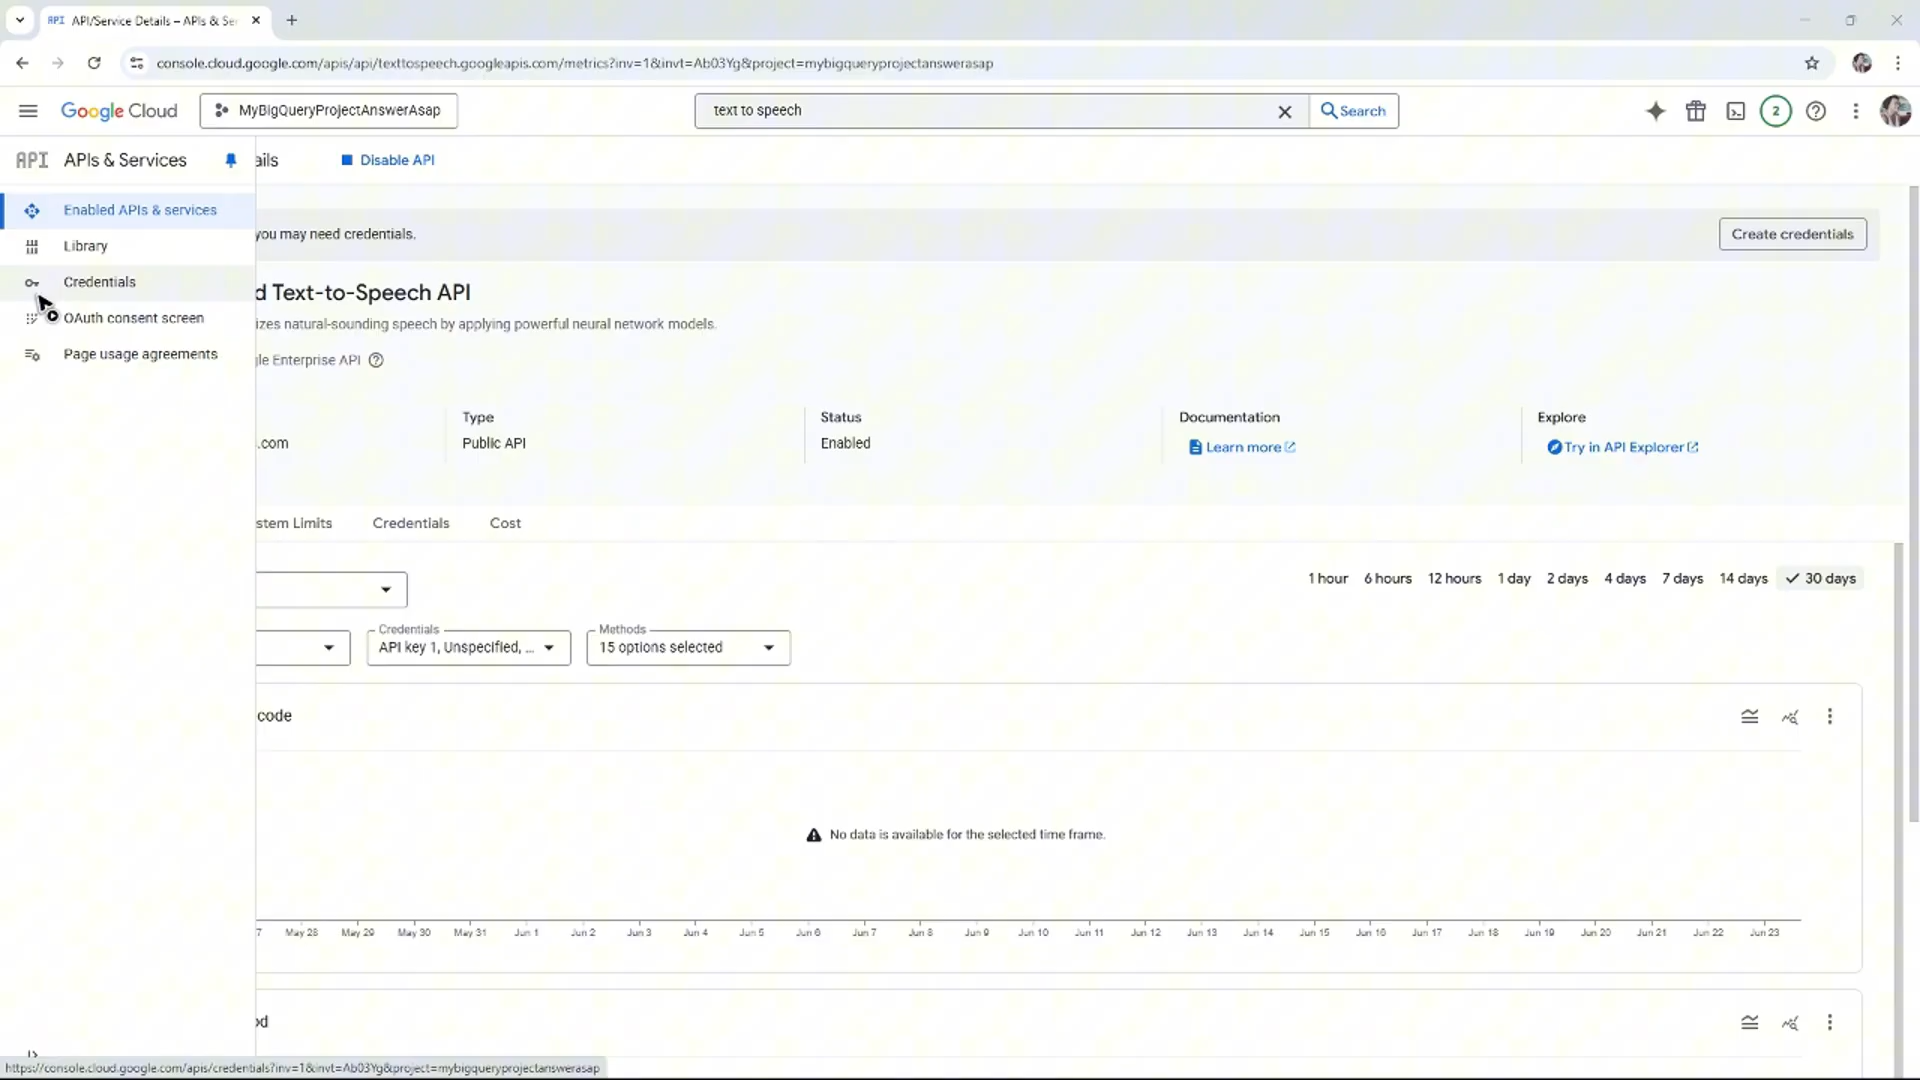 API API/Service Details – APIs & Ser
console.cloud.google.com/apis/api/texttospeech.googleapis.com/metrics?inv=1&invt=Ab03Yg&project=mybigqueryprojectanswerasap
Google Cloud
MyBigQueryProjectAnswerAsap
text to speech
Search
2
API APIs & Services
ails
Disable API
Enabled APIs & services
Library
Credentials
OAuth consent screen
Page usage agreements
you may need credentials.
Create credentials
d Text-to-Speech API
izes natural-sounding speech by applying powerful neural network models.
gle Enterprise API
Type
Status
Documentation
Explore
.com
Public API
Enabled
Learn more
Try in API Explorer
stem Limits
Credentials
Cost
1 hour 6 hours 12 hours 1 day 2 days 4 days 7 days 14 days 30 days
Credentials
API key 1, Unspecified, ...
Methods
15 options selected
code
No data is available for the selected time frame.
7 May 28 May 29 May 30 May 31 Jun 1 Jun 2 Jun 3 Jun 4 Jun 5 Jun 6 Jun 7 Jun 8 Jun 9 Jun 10 Jun 11 Jun 12 Jun 13 Jun 14 Jun 15 Jun 16 Jun 17 Jun 18 Jun 19 Jun 20 Jun 21 Jun 22 Jun 23
od
https://console.cloud.google.com/apis/credentials?inv=1&invt=Ab03Yg&project=mybigqueryprojectanswerasap